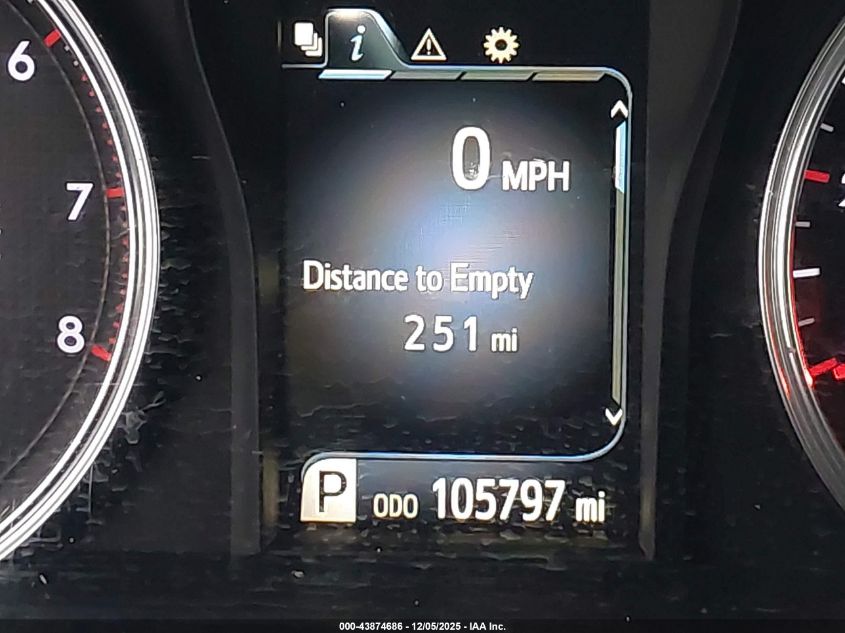 6
7
8
i
0 MPH
Distance to Empty
251 mi
P ODO 105797 mi
000-43874686 - 12/05/2025 - IAA Inc.